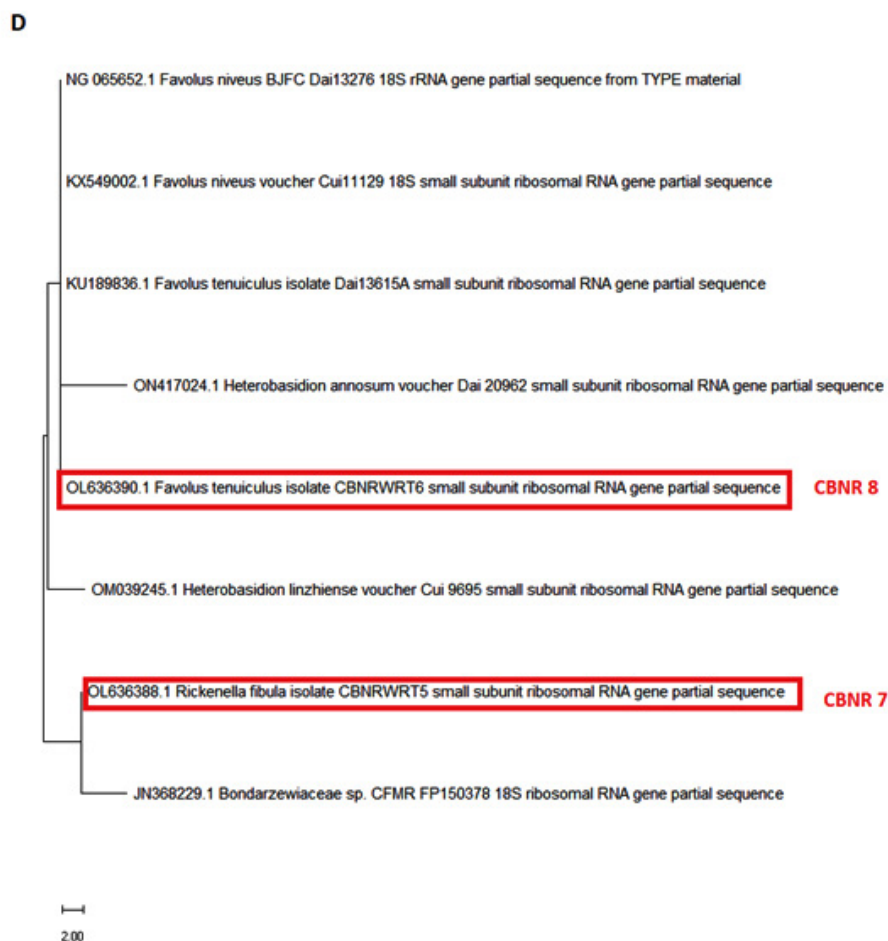 D
NG 065652.1 Favolus niveus BJFC Dai13276 18S rRNA gene partial sequence from TYPE material
KX549002.1 Favolus niveus voucher Cui11129 18S small subunit ribosomal RNA gene partial sequence
KU189836.1 Favolus tenuiculus isolate Dai13615A small subunit ribosomal RNA gene partial sequence
ON417024.1 Heterobasidion annosum voucher Dai 20962 small subunit ribosomal RNA gene partial sequence
OL636390.1 Favolus tenuiculus isolate CBNRWRT6 small subunit ribosomal RNA gene partial sequence CBNR 8
OM039245.1 Heterobasidion linzhiense voucher Cui 9695 small subunit ribosomal RNA gene partial sequence
OL636388.1 Rickenella fibula isolate CBNRWRT5 small subunit ribosomal RNA gene partial sequence CBNR 7
JN368229.1 Bondarzewiaceae sp. CFMR FP150378 18S ribosomal RNA gene partial sequence
2.00